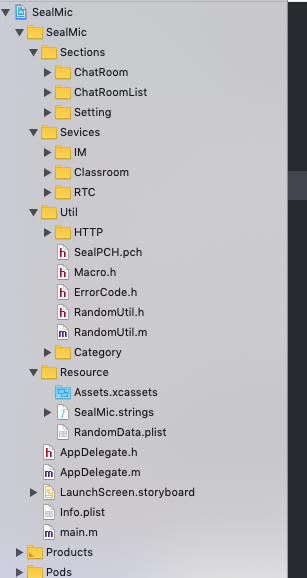 SealMic
SealMic
Sections
ChatRoom
ChatRoomList
Setting
Sevices
IM
Classroom
RTC
Util
HTTP
SealPCH.pch
Macro.h
ErrorCode.h
RandomUtil.h
RandomUtil.m
Category
Resource
Assets.xcassets
SealMic.strings
RandomData.plist
AppDelegate.h
AppDelegate.m
LaunchScreen.storyboard
Info.plist
main.m
Products
Pods